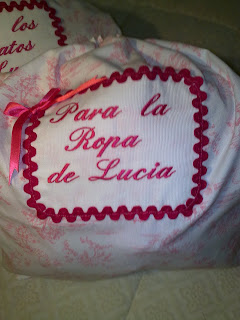 los
Para la
Ropa
de Lucia